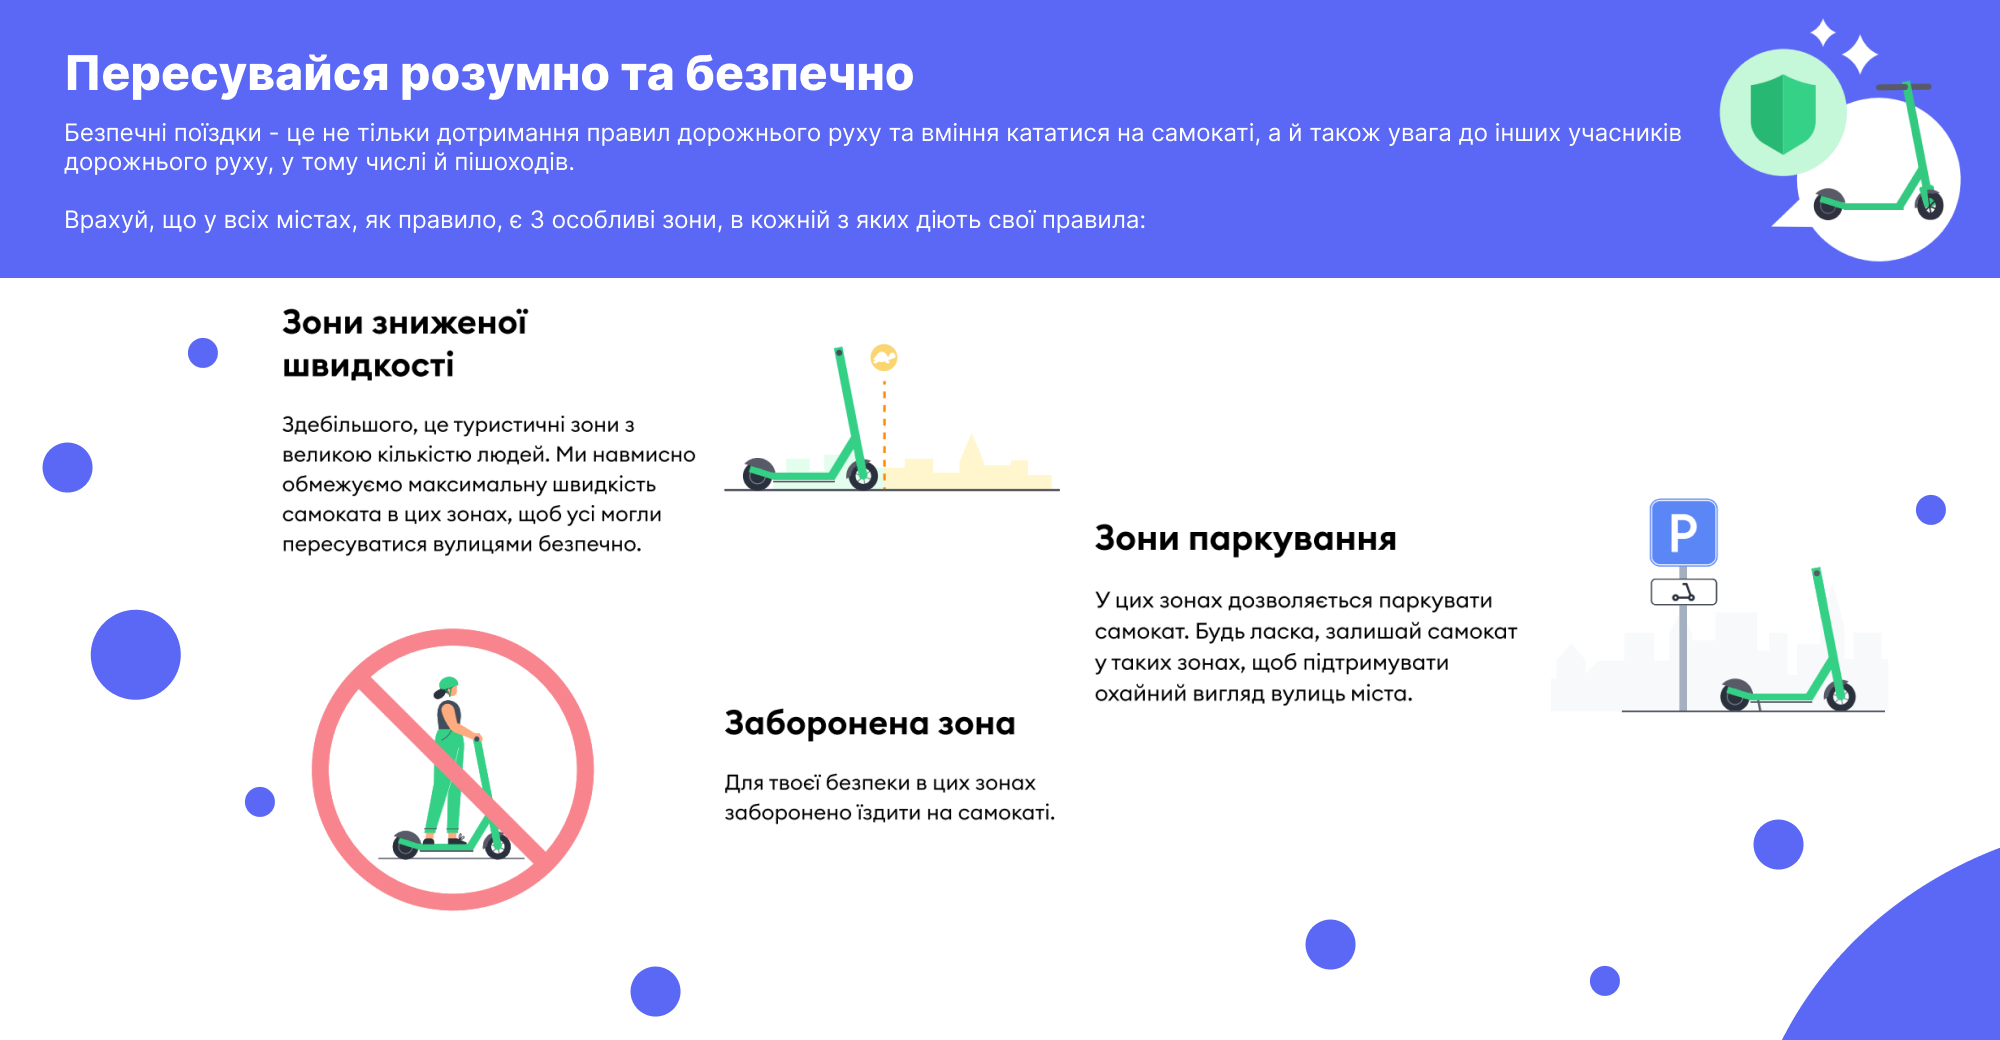 Пересувайся розумно та безпечно
Безпечні поїздки - це не тільки дотримання правил дорожнього руху та вміння кататися на самокаті, а й також увага до інших учасників
дорожнього руху, у тому числі й пішоходів.
Врахуй, що у всіх містах, як правило, є 3 особливі зони, в кожній з яких діють свої правила:
Зони зниженої
швидкості
Здебільшого, це туристичні зони з
великою кількістю людей. Ми навмисно
обмежуємо максимальну швидкість
самоката в цих зонах, щоб усі могли
пересуватися вулицями безпечно.
Зони паркування
У цих зонах дозволяється паркувати
самокат. Будь ласка, залишай самокат
у таких зонах, щоб підтримувати
охайний вигляд вулиць міста.
P
Заборонена зона
Для твоєї безпеки в цих зонах
заборонено їздити на самокаті.